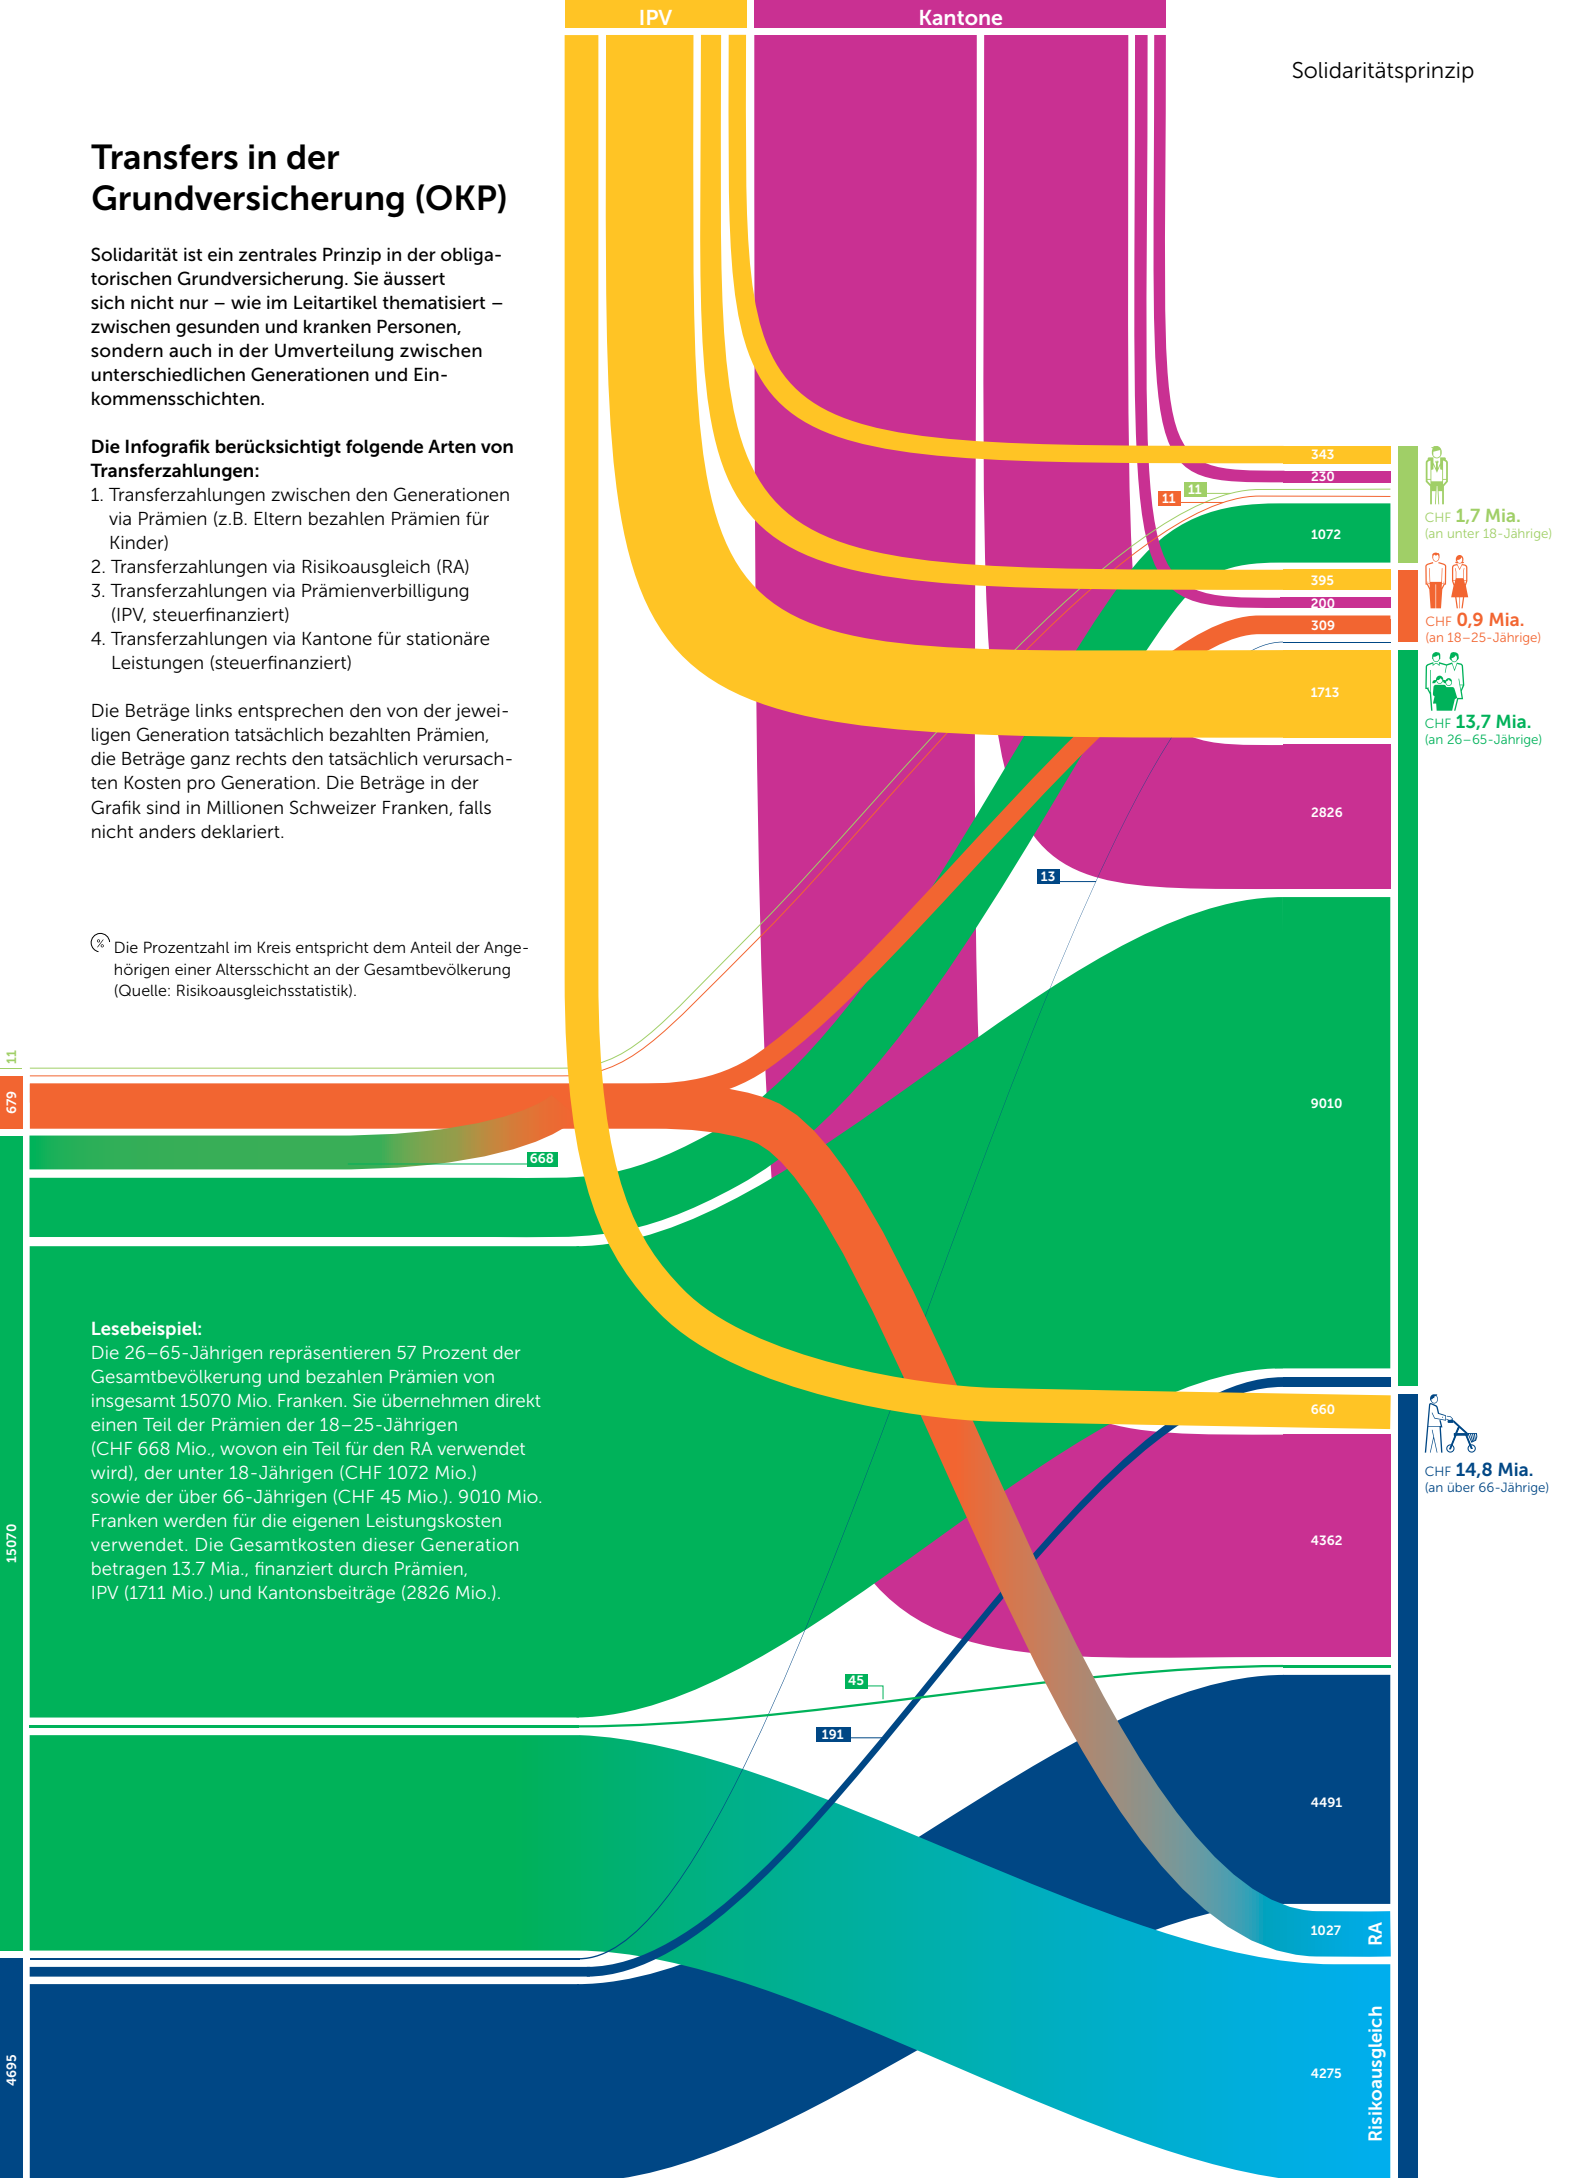 IPV
Kantone
Solidaritätsprinzip
Transfers in der
Grundversicherung (OKP)
Solidarität ist ein zentrales Prinzip in der obliga-
torischen Grundversicherung. Sie äussert
sich nicht nur – wie im Leitartikel thematisiert –
zwischen gesunden und kranken Personen,
sondern auch in der Umverteilung zwischen
unterschiedlichen Generationen und Ein-
kommensschichten.
Die Infografik berücksichtigt folgende Arten von
Transferzahlungen:
1. Transferzahlungen zwischen den Generationen
via Prämien (z.B. Eltern bezahlen Prämien für
Kinder)
2. Transferzahlungen via Risikoausgleich (RA)
3. Transferzahlungen via Prämienverbilligung
(IPV, steuerfinanziert)
4. Transferzahlungen via Kantone für stationäre
Leistungen (steuerfinanziert)
Die Beträge links entsprechen den von der jewei-
ligen Generation tatsächlich bezahlten Prämien,
die Beträge ganz rechts den tatsächlich verursach-
ten Kosten pro Generation. Die Beträge in der
Grafik sind in Millionen Schweizer Franken, falls
nicht anders deklariert.
% Die Prozentzahl im Kreis entspricht dem Anteil der Ange-
hörigen einer Altersschicht an der Gesamtbevölkerung
(Quelle: Risikoausgleichsstatistik).
343
230
11
11
1072
CHF 1,7 Mia.
(an unter 18-Jährige)
395
200
309
CHF 0,9 Mia.
(an 18–25-Jährige)
1713
CHF 13,7 Mia.
(an 26–65-Jährige)
2826
13
9010
11
679
668
15070
Lesebeispiel:
Die 26–65-Jährigen repräsentieren 57 Prozent der
Gesamtbevölkerung und bezahlen Prämien von
insgesamt 15070 Mio. Franken. Sie übernehmen direkt
einen Teil der Prämien der 18–25-Jährigen
(CHF 668 Mio., wovon ein Teil für den RA verwendet
wird), der unter 18-Jährigen (CHF 1072 Mio.)
sowie der über 66-Jährigen (CHF 45 Mio.). 9010 Mio.
Franken werden für die eigenen Leistungskosten
verwendet. Die Gesamtkosten dieser Generation
betragen 13.7 Mia., finanziert durch Prämien,
IPV (1711 Mio.) und Kantonsbeiträge (2826 Mio.).
660
CHF 14,8 Mia.
(an über 66-Jährige)
4362
45
191
4491
1027
RA
4695
4275
Risikoausgleich